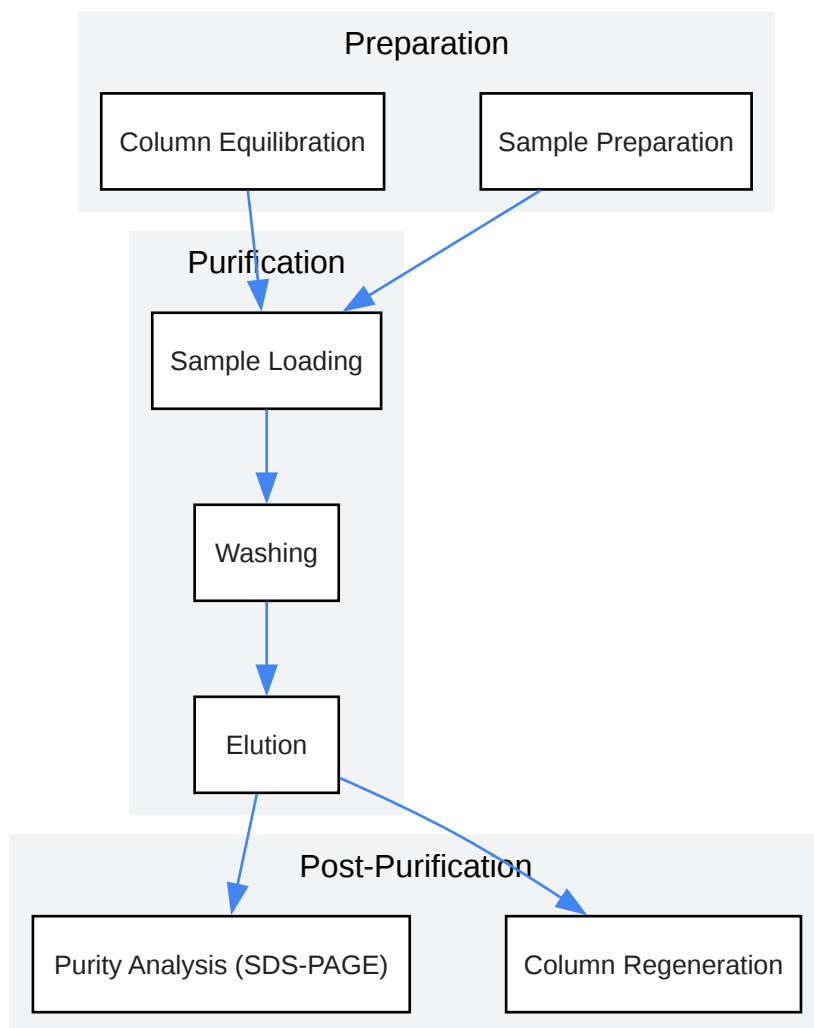 Preparation
Column Equilibration
Sample Preparation
Purification
Sample Loading
Washing
Elution
Post-Purification
Purity Analysis (SDS-PAGE)
Column Regeneration